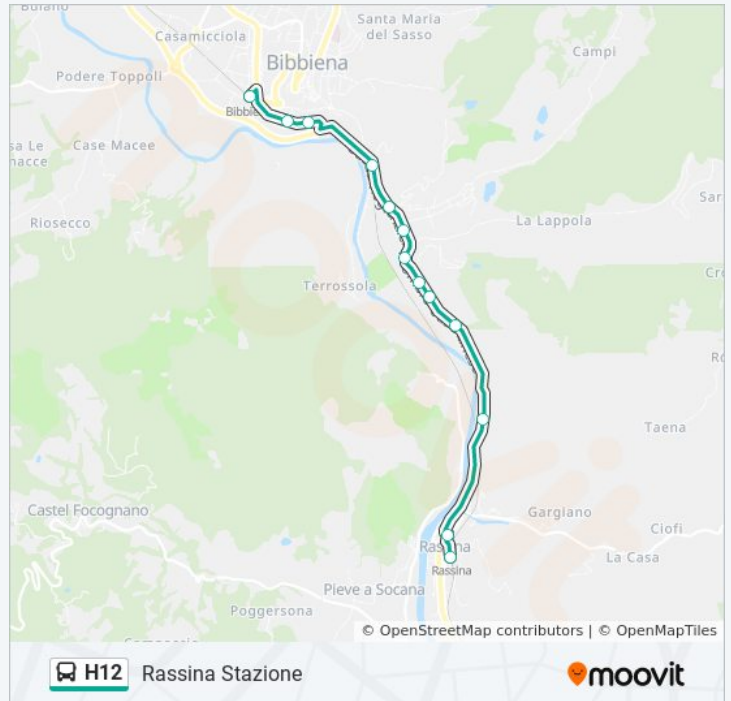 Santa Maria
del Sasso
Casamicciola
Bibbiena
Campi
Podere Toppoli
Case Macee
Riosecco
La Lappola
Terrossola
Taena
Castel Focognano
Gargiano
Ciofi
Rassina
La Casa
Rassina
Pieve a Socana
Poggersona
© OpenStreetMap contributors | © OpenMapTiles
H12 Rassina Stazione
moovit